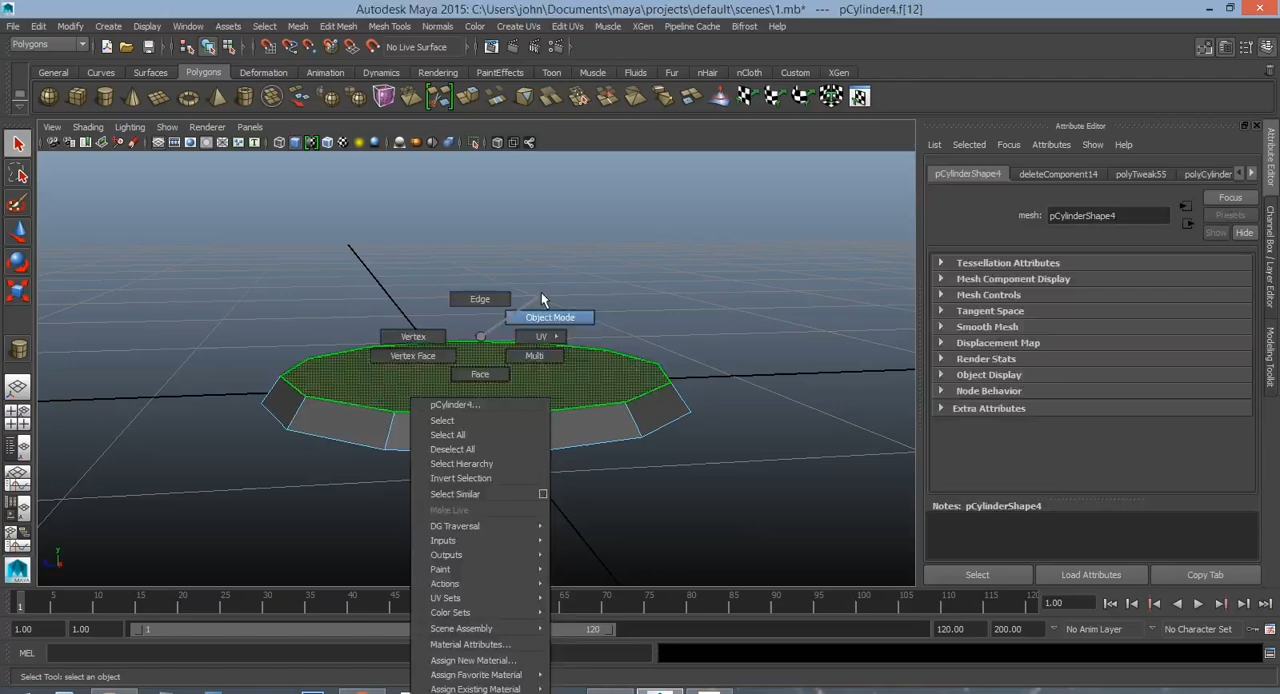 Autodesk Maya 2015: C:\Users\john\Documents\maya\projects\default\scenes\1.mb* --- pCylinder4.f[12]
File Edit Modify Create Display Window Assets Select Mesh Edit Mesh Mesh Tools Normals Color Create UVs Edit UVs Muscle XGen Pipeline Cache Bifrost Help
Polygons No Live Surface
General Curves Surfaces Polygons Deformation Animation Dynamics Rendering PaintEffects Toon Muscle Fluids Fur nHair nCloth Custom XGen
View Shading Lighting Show Renderer Panels
Edge
Object Mode
Vertex UV
Vertex Face Multi
Face
pCylinder4...
Select
Select All
Deselect All
Select Hierarchy
Invert Selection
Select Similar
Make Live
DG Traversal
Inputs
Outputs
Paint
Actions
UV Sets
Color Sets
Scene Assembly
Material Attributes...
Assign New Material...
Assign Favorite Material
Assign Existing Material
y
Attribute Editor
List Selected Focus Attributes Show Help
pCylinderShape4 deleteComponent14 polyTweak55 polyCylinder
Focus
mesh: pCylinderShape4
Presets
Show Hide
Tessellation Attributes
Mesh Component Display
Mesh Controls
Tangent Space
Smooth Mesh
Displacement Map
Render Stats
Object Display
Node Behavior
Extra Attributes
Notes: pCylinderShape4
Select Load Attributes Copy Tab
Attribute Editor
Channel Box / Layer Editor
Modeling Toolkit
1 5 10 15 20 25 30 35 40 45 65 70 75 80 85 90 95 100 105 110 115 120 1.00
1.00 1.00 1 120 120.00 200.00 No Anim Layer No Character Set
MEL
Select Tool: select an object